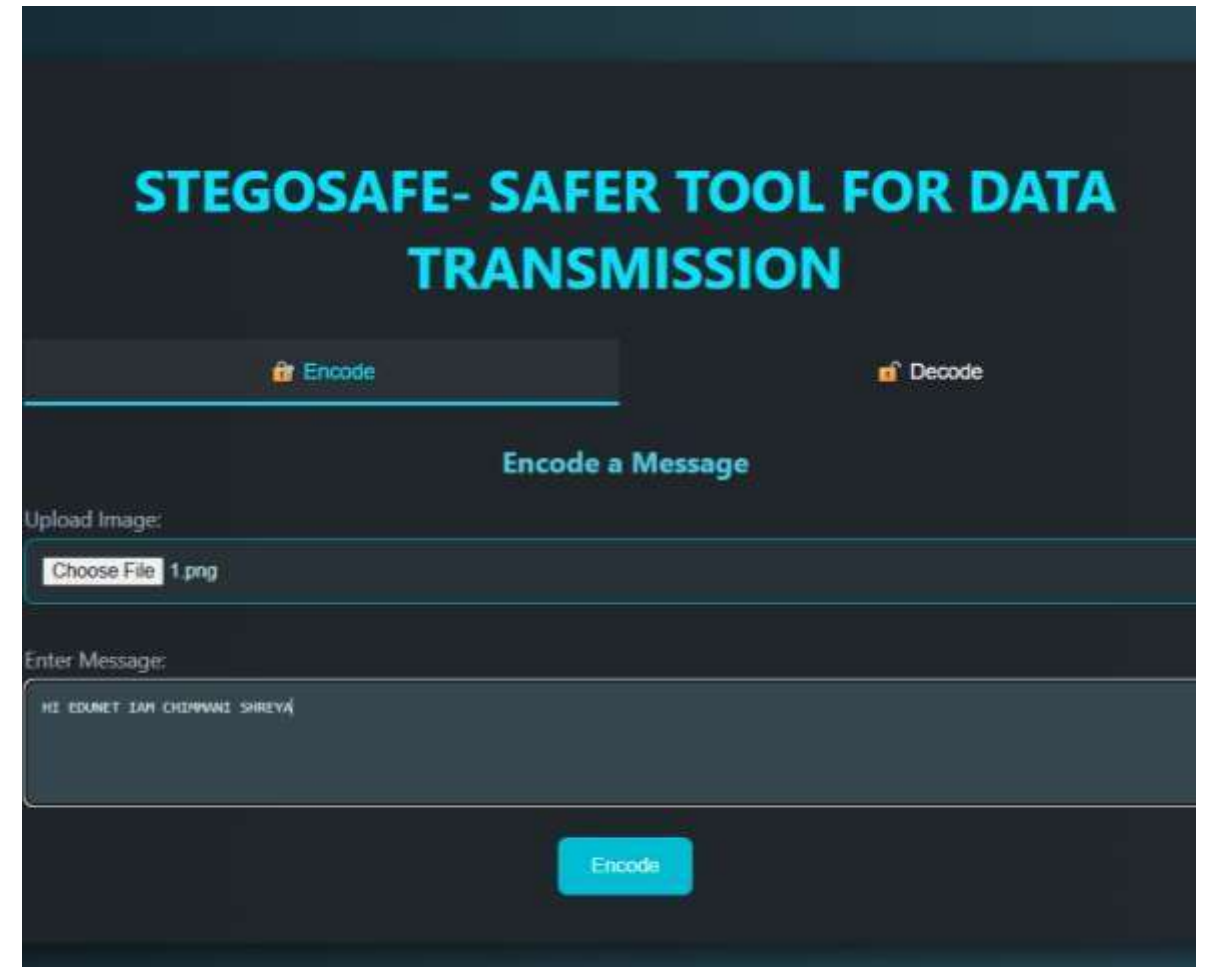 STEGOSAFE- SAFER TOOL FOR DATA
TRANSMISSION
🔐 Encode 🔓 Decode
Encode a Message
Upload Image:
Choose File 1.png
Enter Message:
HI EDUNET IAM CHIMMANI SHREYA
Encode